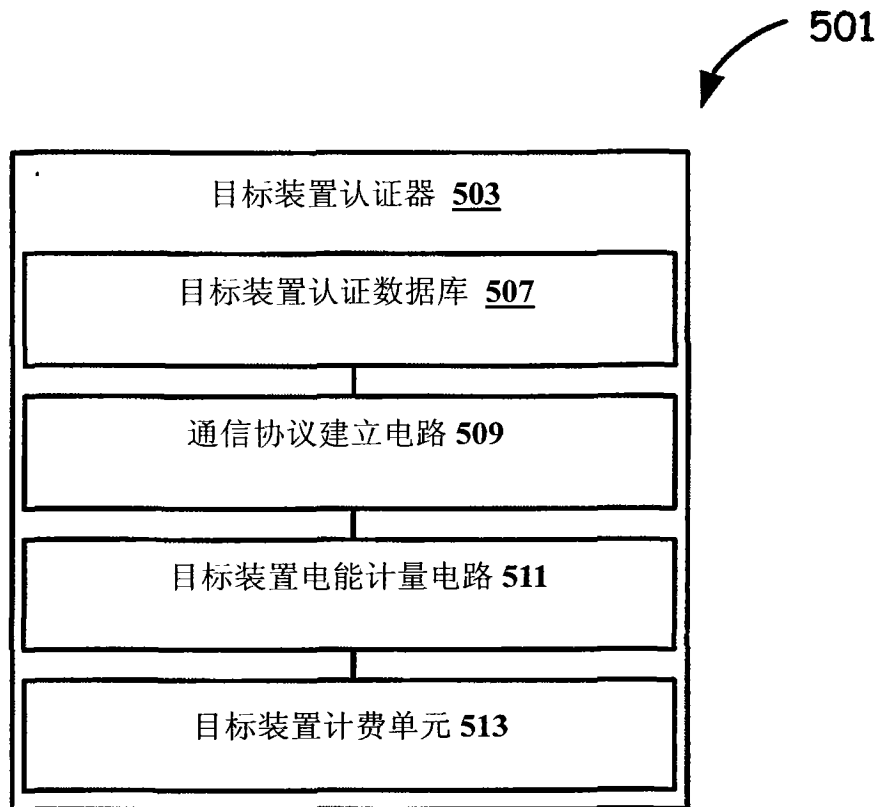 501
目标装置认证器 503
目标装置认证数据库 507
通信协议建立电路 509
目标装置电能计量电路 511
目标装置计费单元 513